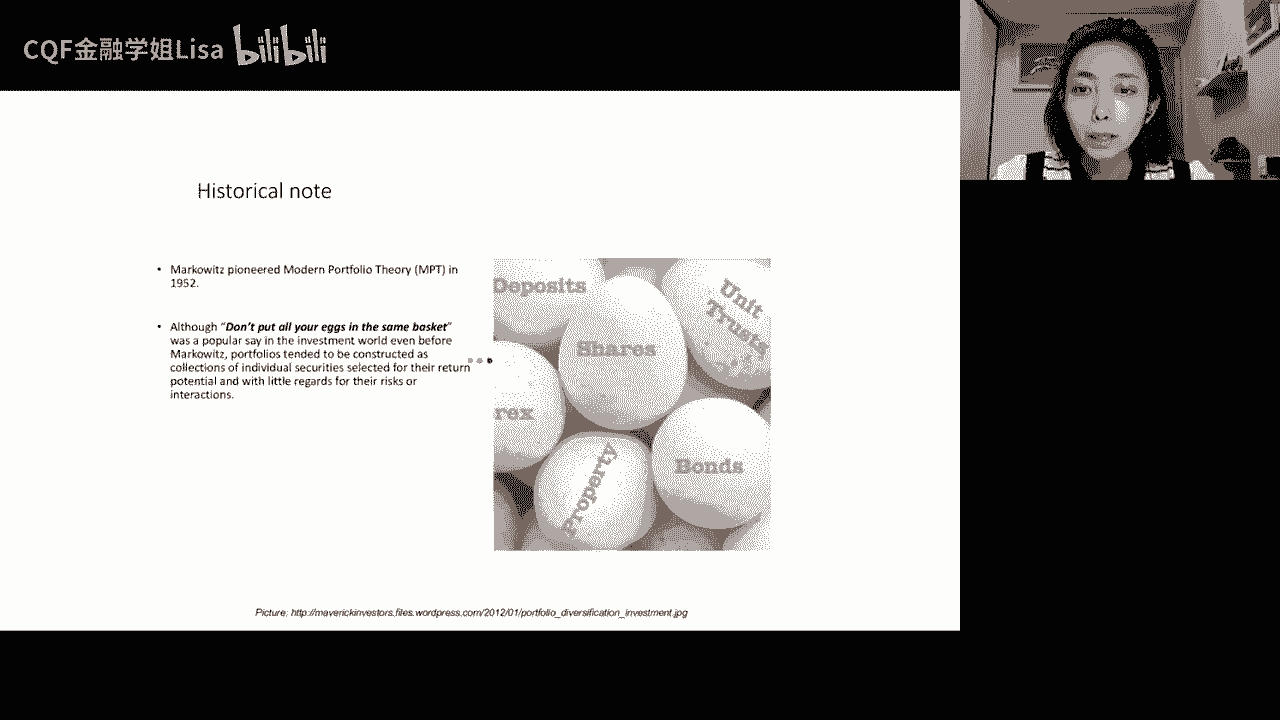 CQF金融学姐Lisa bilibili
Historical note
• Markowitz pioneered Modern Portfolio Theory (MPT) in
1952.
• Although “Don’t put all your eggs in the same basket”
was a popular say in the investment world even before
Markowitz, portfolios tended to be constructed as
collections of individual securities selected for their return
potential and with little regards for their risks or
interactions.
Deposits
Unit
Trusts
Shares
rex
Property
Bonds
Picture: http://maverickinvestors.files.wordpress.com/2012/01/portfolio_diversification_investment.jpg